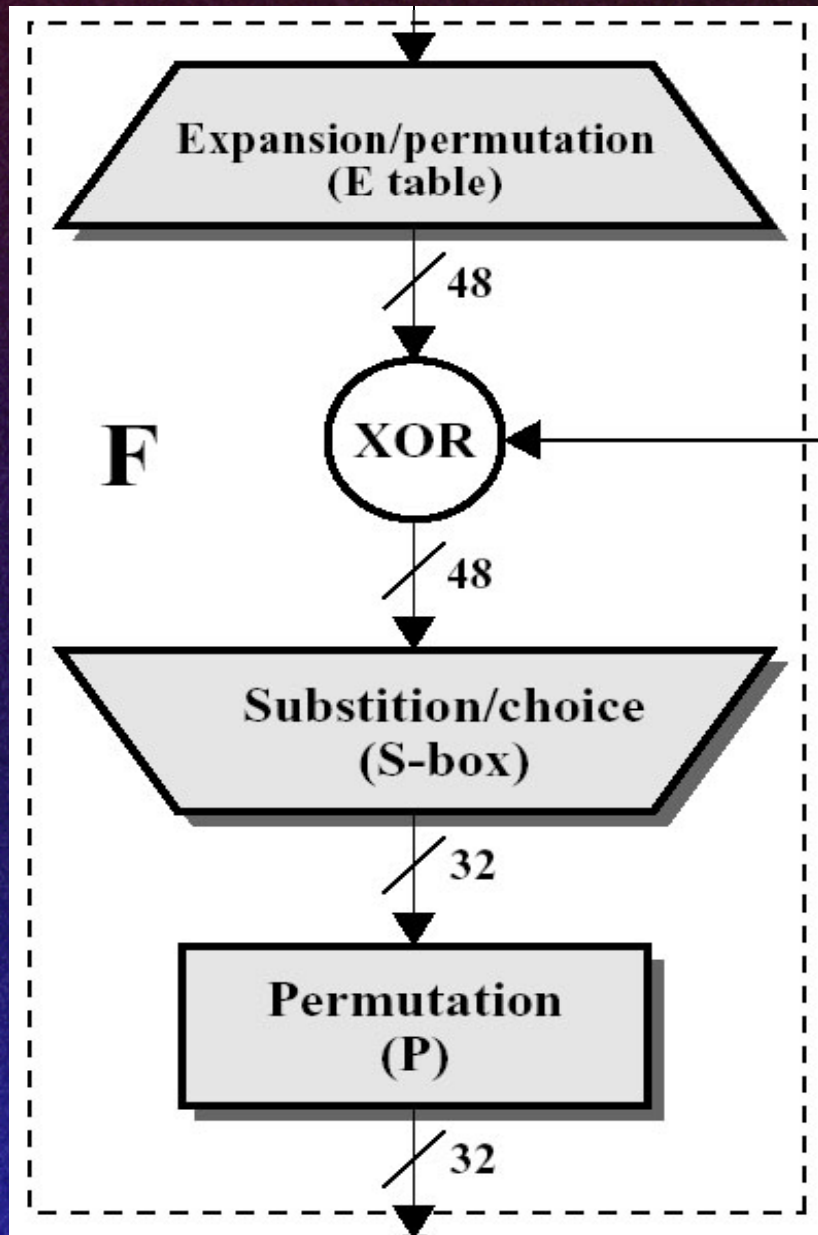 Expansion/permutation
(E table)
48
F
XOR
48
Substition/choice
(S-box)
32
Permutation
(P)
32